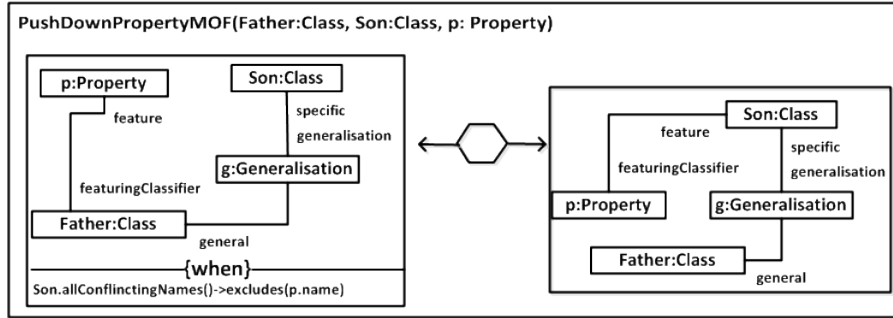 PushDownPropertyMOF(Father:Class, Son:Class, p: Property)
p:Property
Son:Class
feature
specific
generalisation
g:Generalisation
featuringClassifier
Father:Class
general
{when}
Son.allConflinctingNames()->excludes(p.name)
Son:Class
feature
specific
featuringClassifier
generalisation
p:Property
g:Generalisation
Father:Class
general